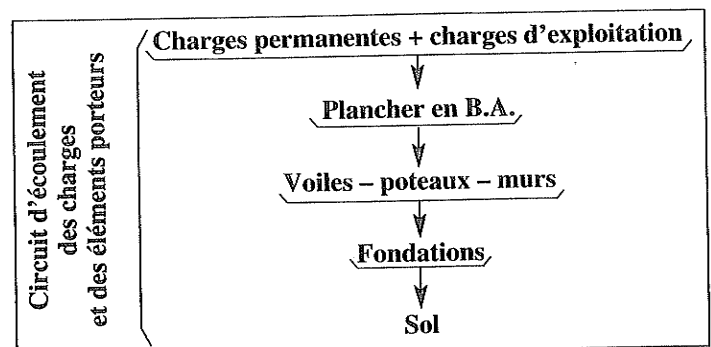 Circuit d'écoulement
des charges
et des éléments porteurs
Charges permanentes + charges d'exploitation
Plancher en B.A.
Voiles – poteaux – murs
Fondations
Sol